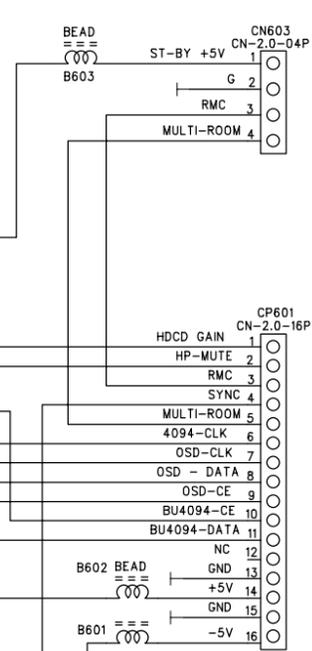 BEAD
B603
CN603
CN-2.0-04P
ST-BY +5V 1
G 2
RMC 3
MULTI-ROOM 4
CP601
CN-2.0-16P
HDCD GAIN 1
HP-MUTE 2
RMC 3
SYNC 4
MULTI-ROOM 5
4094-CLK 6
OSD-CLK 7
OSD - DATA 8
OSD-CE 9
BU4094-CE 10
BU4094-DATA 11
NC 12
GND 13
B602 BEAD
+5V 14
GND 15
B601
-5V 16